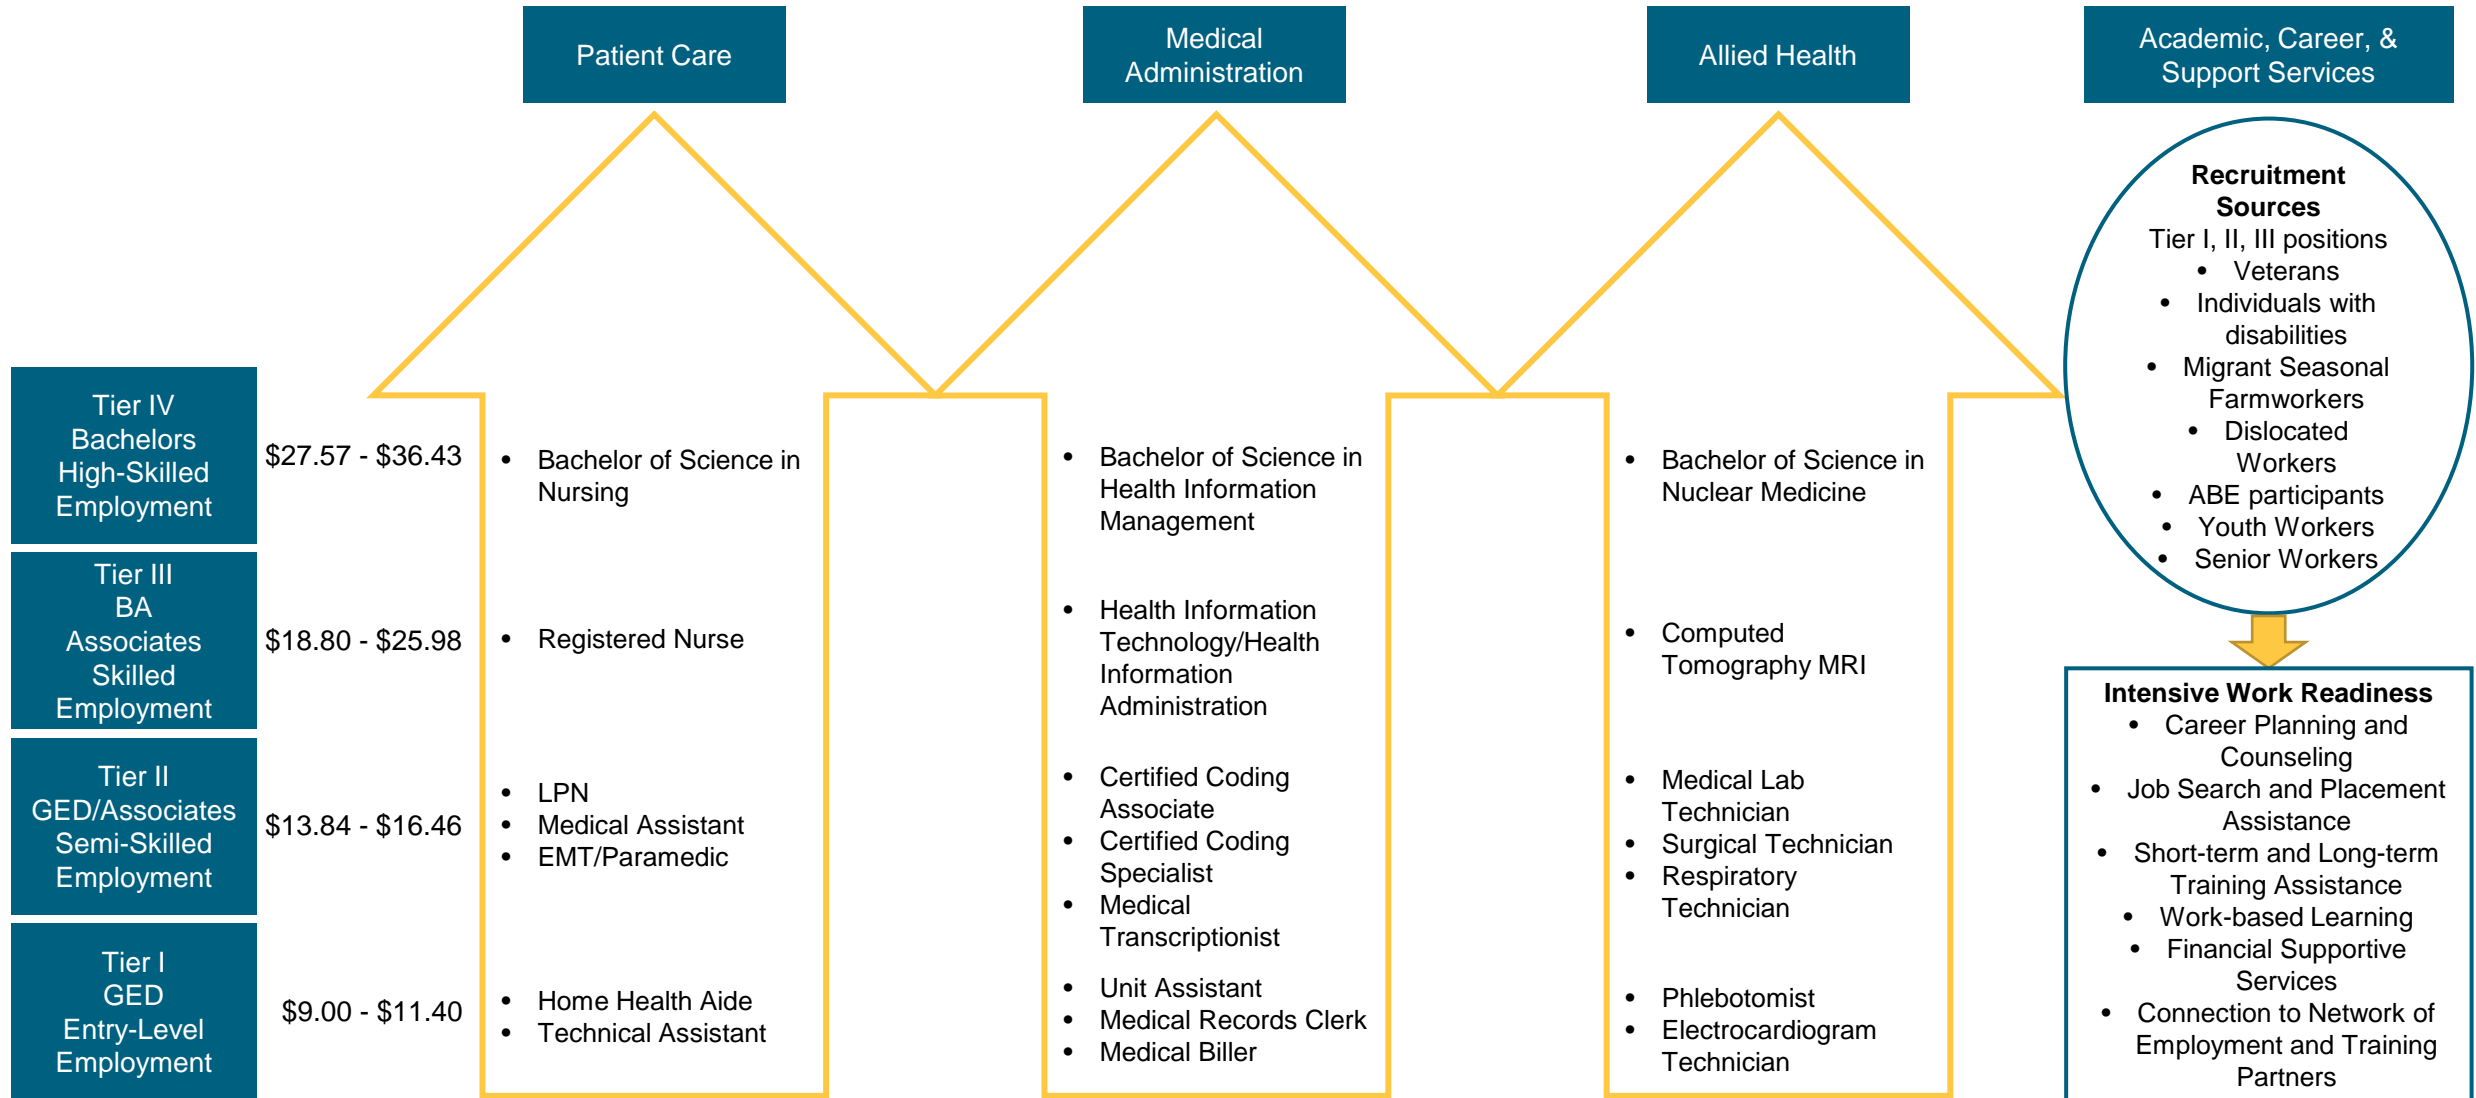 Patient Care
Medical
Administration
Allied Health
Academic, Career, &
Support Services
Tier IV
Bachelors
High-Skilled
Employment
$27.57 - $36.43
• Bachelor of Science in
Nursing
• Bachelor of Science in
Health Information
Management
• Bachelor of Science in
Nuclear Medicine
Tier III
BA
Associates
Skilled
Employment
$18.80 - $25.98
• Registered Nurse
• Health Information
Technology/Health
Information
Administration
• Computed
Tomography MRI
Tier II
GED/Associates
Semi-Skilled
Employment
$13.84 - $16.46
• LPN
• Medical Assistant
• EMT/Paramedic
• Certified Coding
Associate
• Certified Coding
Specialist
• Medical
Transcriptionist
• Medical Lab
Technician
• Surgical Technician
• Respiratory
Technician
Tier I
GED
Entry-Level
Employment
$9.00 - $11.40
• Home Health Aide
• Technical Assistant
• Unit Assistant
• Medical Records Clerk
• Medical Biller
• Phlebotomist
• Electrocardiogram
Technician
Recruitment
Sources
Tier I, II, III positions
• Veterans
• Individuals with
disabilities
• Migrant Seasonal
Farmworkers
• Dislocated
Workers
• ABE participants
• Youth Workers
• Senior Workers
Intensive Work Readiness
• Career Planning and
Counseling
• Job Search and Placement
Assistance
• Short-term and Long-term
Training Assistance
• Work-based Learning
• Financial Supportive
Services
• Connection to Network of
Employment and Training
Partners